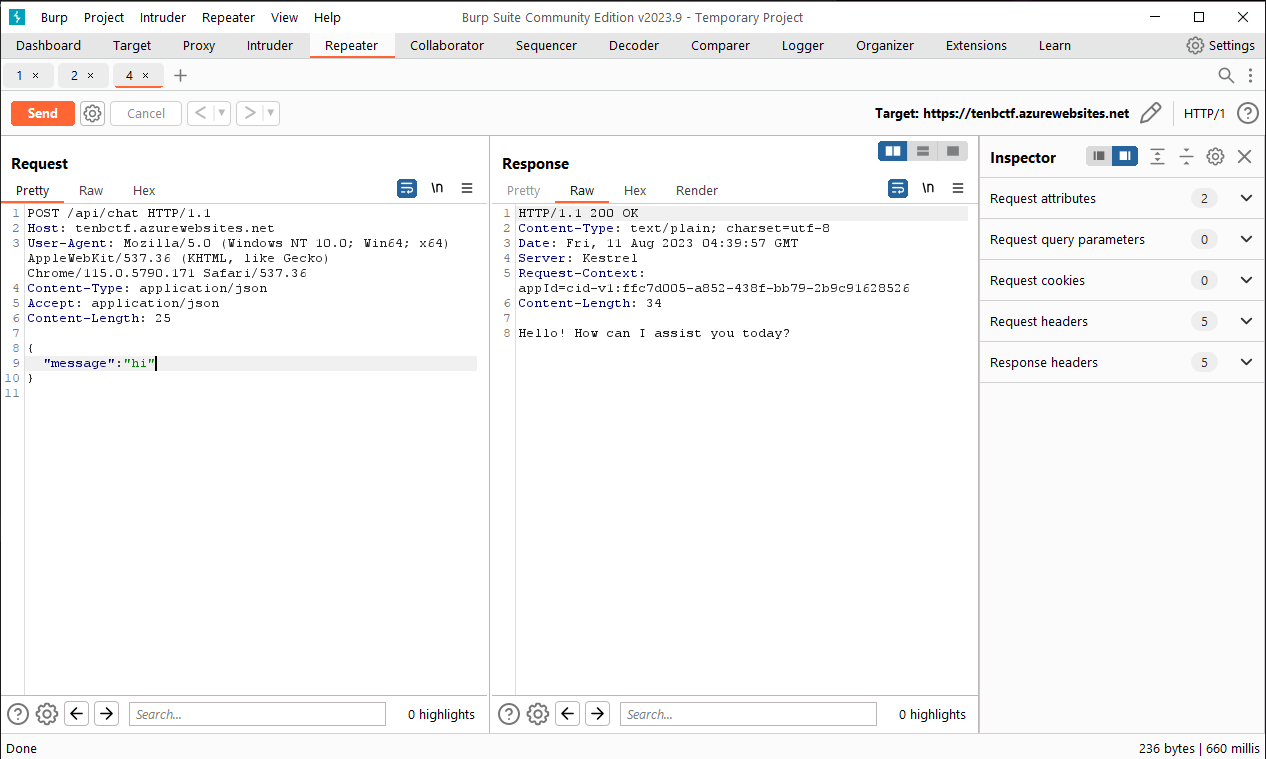 Burp Project Intruder Repeater View Help Burp Suite Community Edition v2023.9 - Temporary Project
Dashboard Target Proxy Intruder Repeater Collaborator Sequencer Decoder Comparer Logger Organizer Extensions Learn Settings
1 × 2 × 4 × +
Send Cancel < > Target: https://tenbctf.azurewebsites.net HTTP/1 ?
Request
Pretty Raw Hex \n
1 POST /api/chat HTTP/1.1
2 Host: tenbctf.azurewebsites.net
3 User-Agent: Mozilla/5.0 (Windows NT 10.0; Win64; x64)
AppleWebKit/537.36 (KHTML, like Gecko)
Chrome/115.0.5790.171 Safari/537.36
4 Content-Type: application/json
5 Accept: application/json
6 Content-Length: 25
7
8 {
9 "message":"hi"
10 }
11
? Search... 0 highlights
Response
Pretty Raw Hex Render \n
1 HTTP/1.1 200 OK
2 Content-Type: text/plain; charset=utf-8
3 Date: Fri, 11 Aug 2023 04:39:57 GMT
4 Server: Kestrel
5 Request-Context:
appId=cid-v1:ffc7d005-a852-438f-bb79-2b9c91628526
6 Content-Length: 34
7
8 Hello! How can I assist you today?
? Search... 0 highlights
Inspector
Request attributes 2
Request query parameters 0
Request cookies 0
Request headers 5
Response headers 5
Done 236 bytes | 660 millis